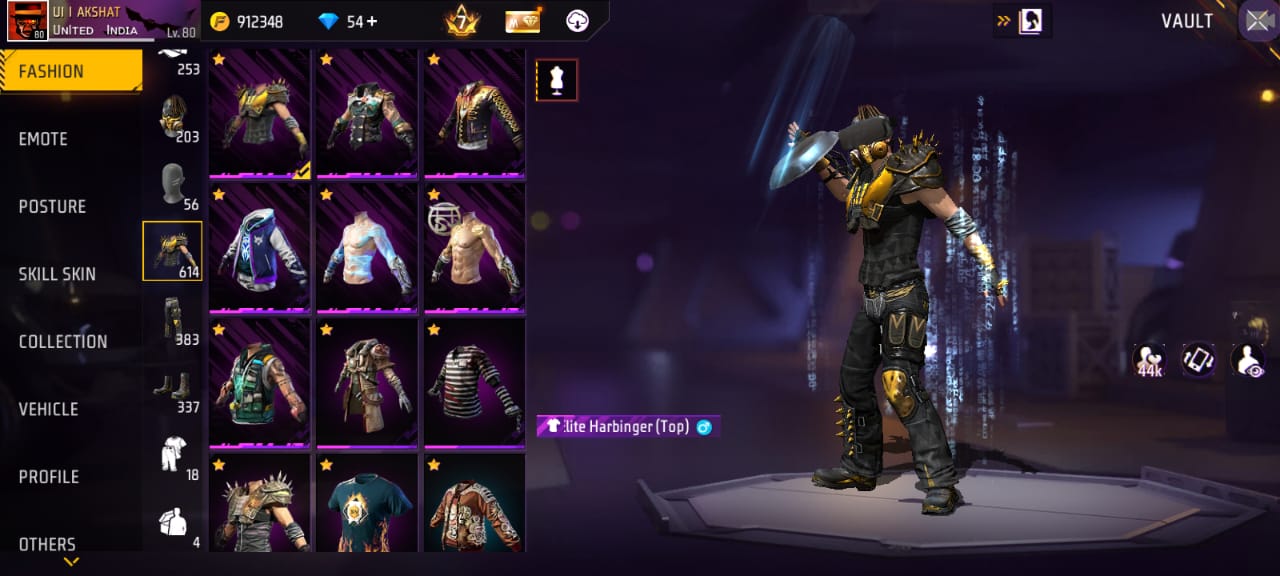 UI I AKSHAT
UNITED INDIA
80
Lv.80
912348
54+
7
VAULT
FASHION
EMOTE
POSTURE
SKILL SKIN
COLLECTION
VEHICLE
PROFILE
OTHERS
253
203
56
614
383
337
18
4
lite Harbinger (Top)
44k